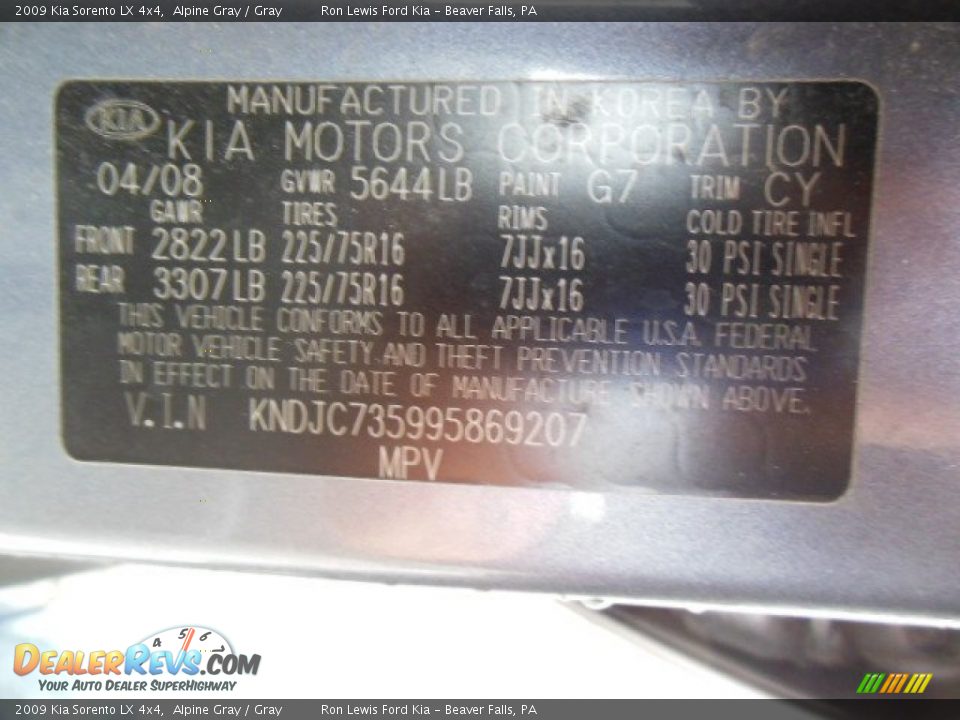 2009 Kia Sorento LX 4x4, Alpine Gray / Gray Ron Lewis Ford Kia - Beaver Falls, PA
MANUFACTURED IN KOREA BY
KIA KIA MOTORS CORPORATION
04/08 GVWR 5644LB PAINT G7 TRIM CY
GAWR TIRES RIMS COLD TIRE INFL
FRONT 2822LB 225/75R16 7JJx16 30 PSI SINGLE
REAR 3307LB 225/75R16 7JJx16 30 PSI SINGLE
THIS VEHICLE CONFORMS TO ALL APPLICABLE U.S.A. FEDERAL
MOTOR VEHICLE SAFETY AND THEFT PREVENTION STANDARDS
IN EFFECT ON THE DATE OF MANUFACTURE SHOWN ABOVE.
V.I.N KNDJC735995869207
MPV
4 5 6 7
DEALERREVS.COM
YOUR AUTO DEALER SUPERHIGHWAY
2009 Kia Sorento LX 4x4, Alpine Gray / Gray Ron Lewis Ford Kia - Beaver Falls, PA